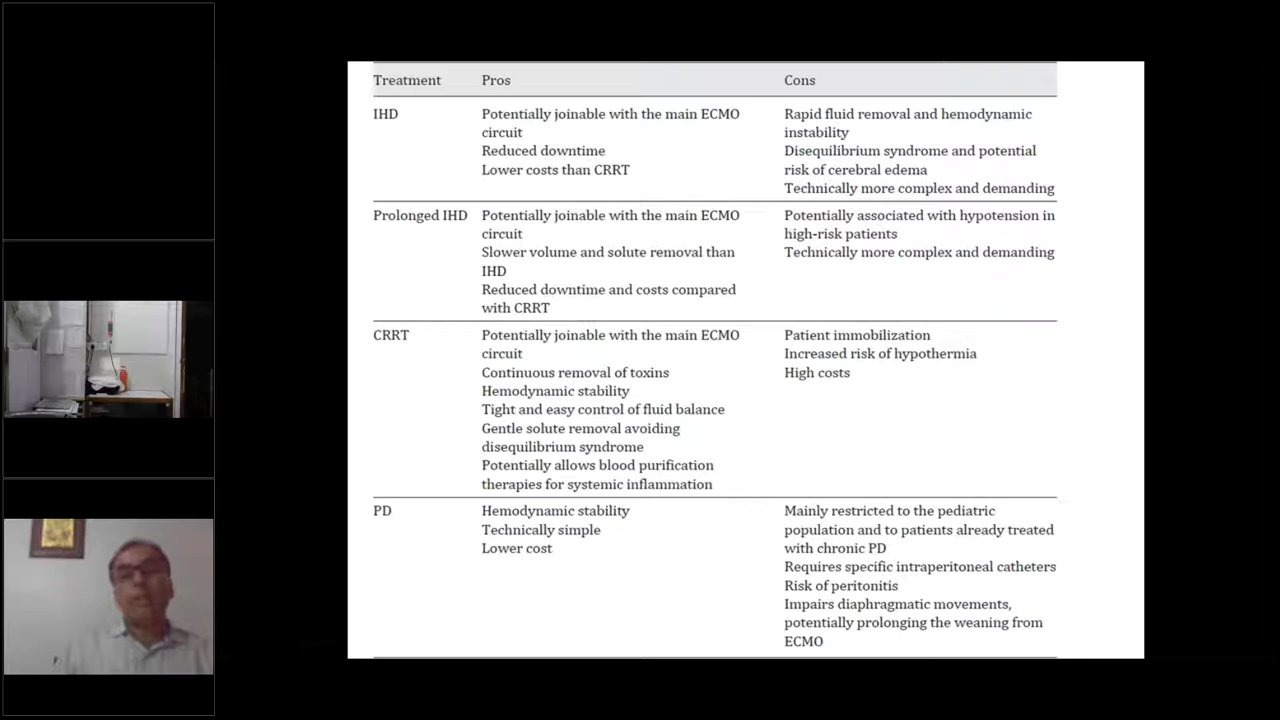 Treatment Pros Cons
IHD Potentially joinable with the main ECMO Rapid fluid removal and hemodynamic
circuit instability
Reduced downtime Disequilibrium syndrome and potential
Lower costs than CRRT risk of cerebral edema
Technically more complex and demanding
Prolonged IHD Potentially joinable with the main ECMO Potentially associated with hypotension in
circuit high-risk patients
Slower volume and solute removal than Technically more complex and demanding
IHD
Reduced downtime and costs compared
with CRRT
CRRT Potentially joinable with the main ECMO Patient immobilization
circuit Increased risk of hypothermia
Continuous removal of toxins High costs
Hemodynamic stability
Tight and easy control of fluid balance
Gentle solute removal avoiding
disequilibrium syndrome
Potentially allows blood purification
therapies for systemic inflammation
PD Hemodynamic stability Mainly restricted to the pediatric
Technically simple population and to patients already treated
Lower cost with chronic PD
Requires specific intraperitoneal catheters
Risk of peritonitis
Impairs diaphragmatic movements,
potentially prolonging the weaning from
ECMO